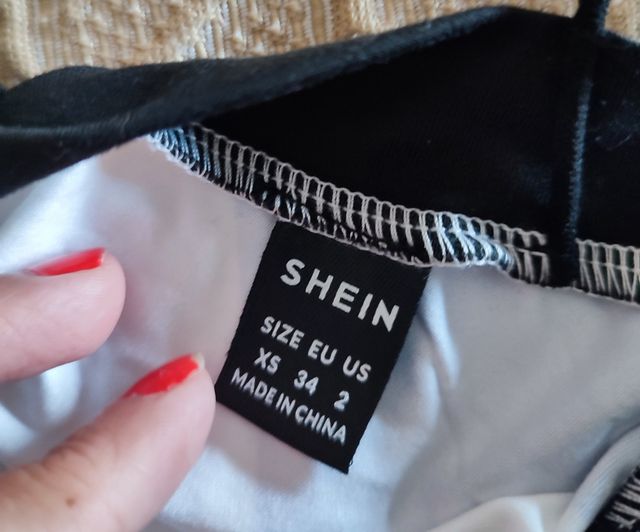 SHEIN
SIZE EU US
XS 34 2
MADE IN CHINA